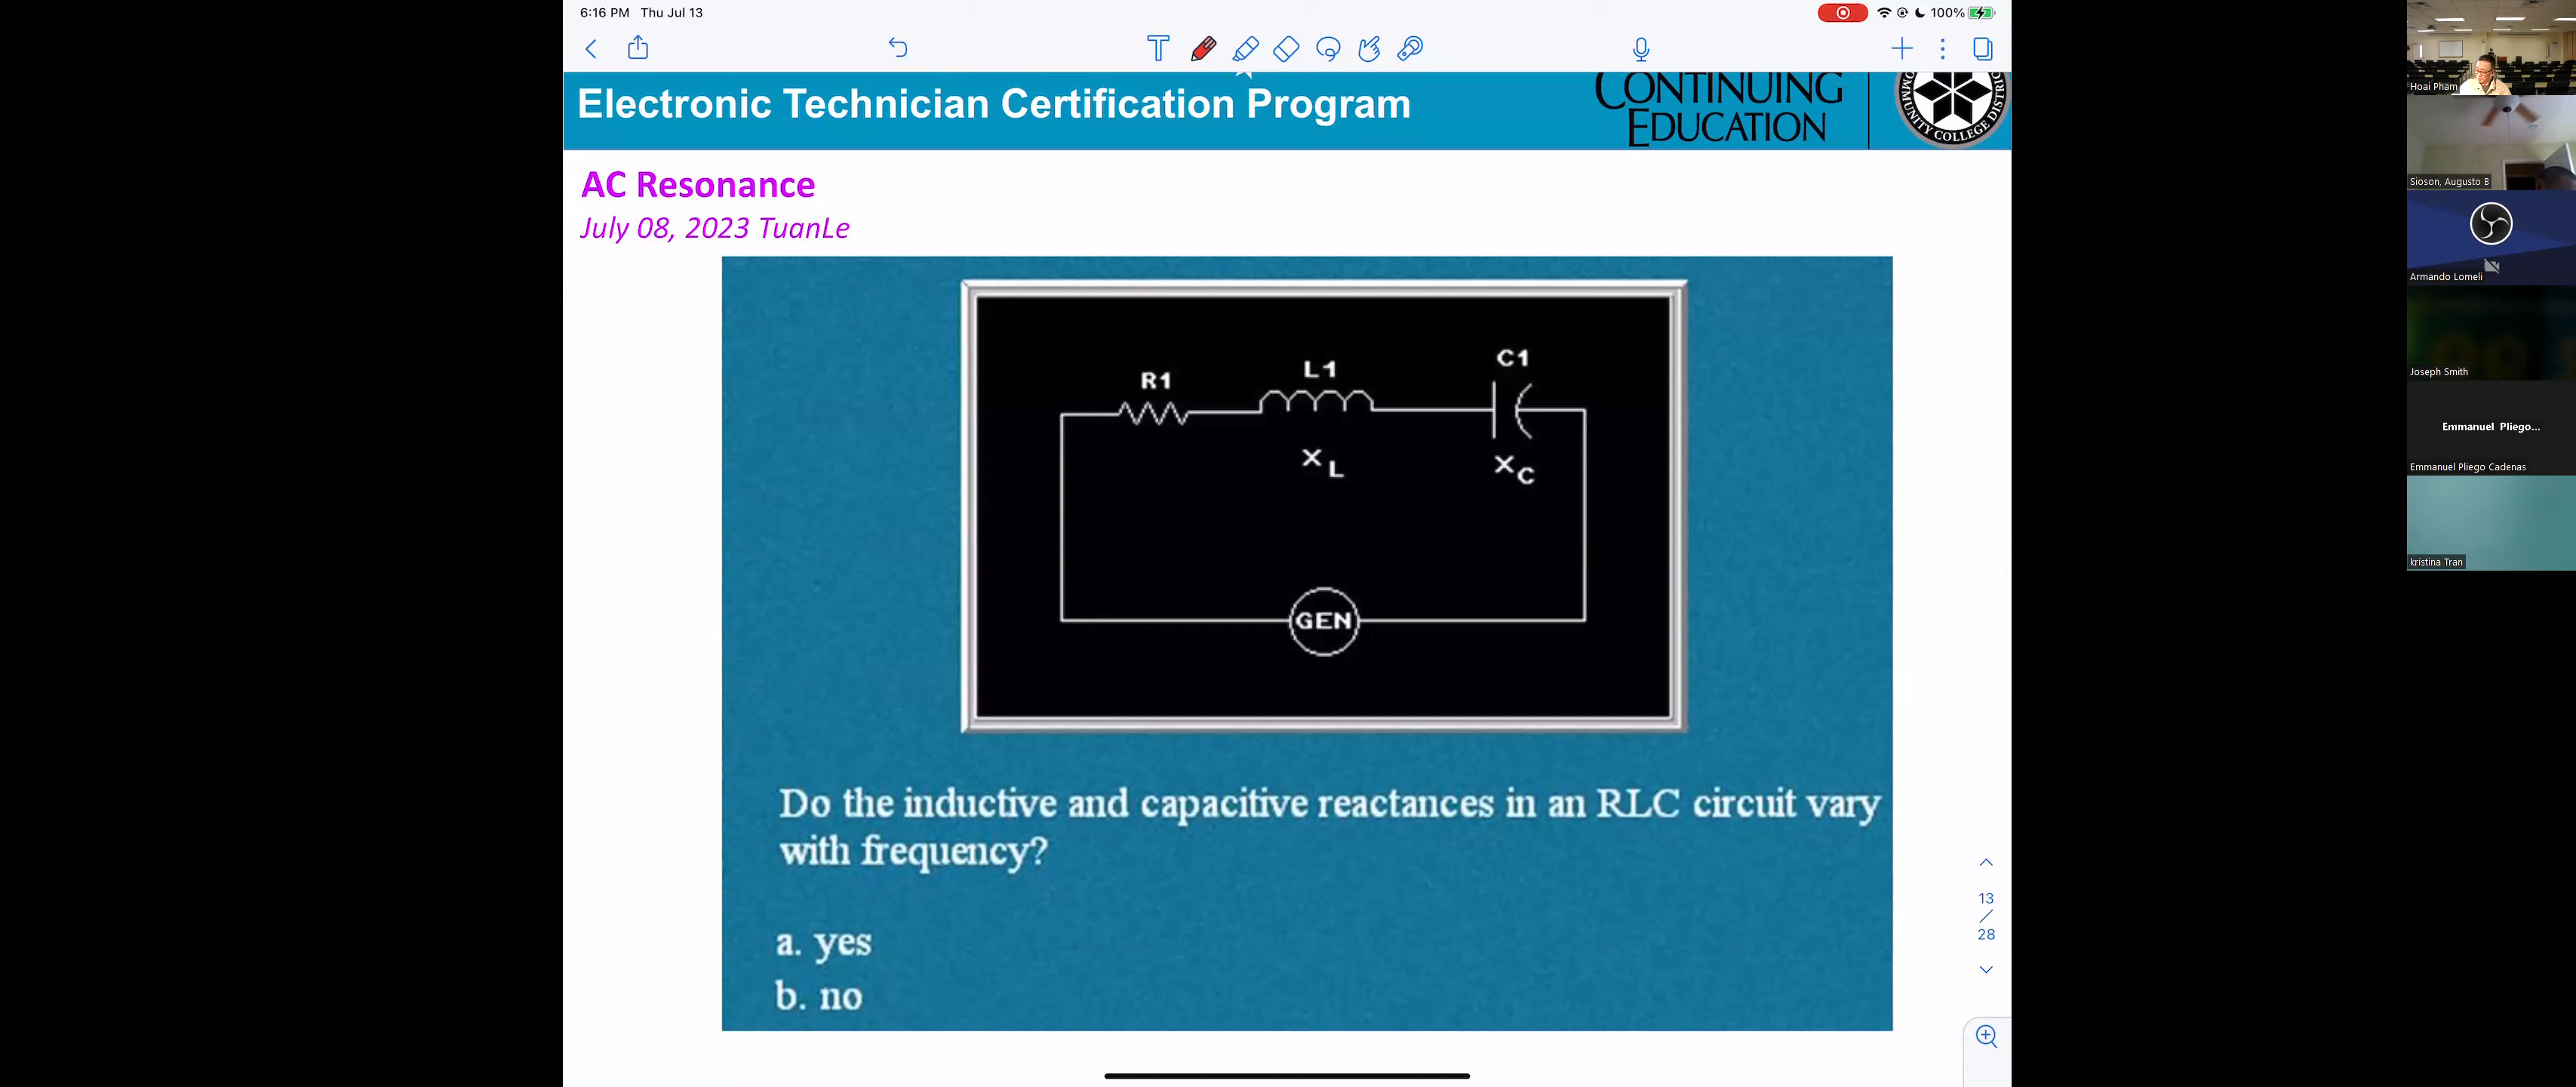 6:16 PM Thu Jul 13
100%
T
Electronic Technician Certification Program
CONTINUING
EDUCATION
COMMUNITY COLLEGE
AC Resonance
July 08, 2023 TuanLe
R1
L1
C1
X L
X C
GEN
Do the inductive and capacitive reactances in an RLC circuit vary
with frequency?
a. yes
b. no
13
/
28
Hoai Pham
Sioson, Augusto B
Armando Lomeli
Joseph Smith
Emmanuel Pliego...
Emmanuel Pliego Cadenas
kristina Tran